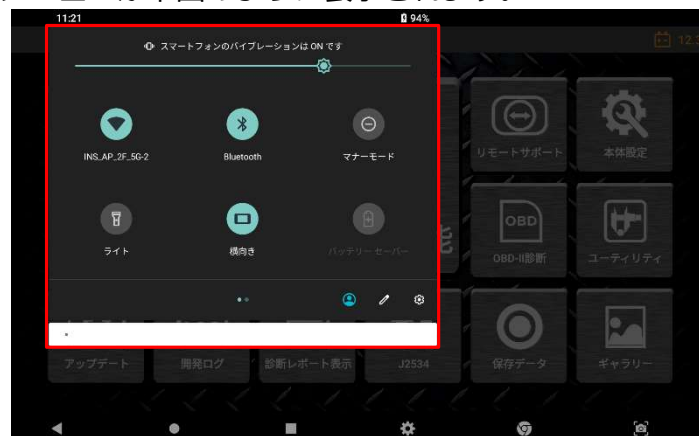 11:21 94% 12.
スマートフォンのバイブレーションは ON です
INS_AP_2F_5G-2 Bluetooth マナーモード
リモートサポート 本体設定
ライト 横向き バッテリー セーバー
OBD
OBD-II診断 ユーティリティ
アップデート 開発ログ 診断レポート表示 J2534 保存データ ギャラリー